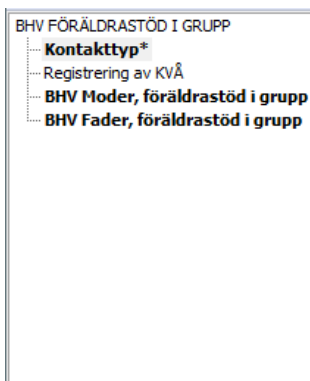 BHV FÖRÄLDRASTÖD I GRUPP
Kontakttyp*
Registrering av KVÅ
BHV Moder, föräldrastöd i grupp
BHV Fader, föräldrastöd i grupp